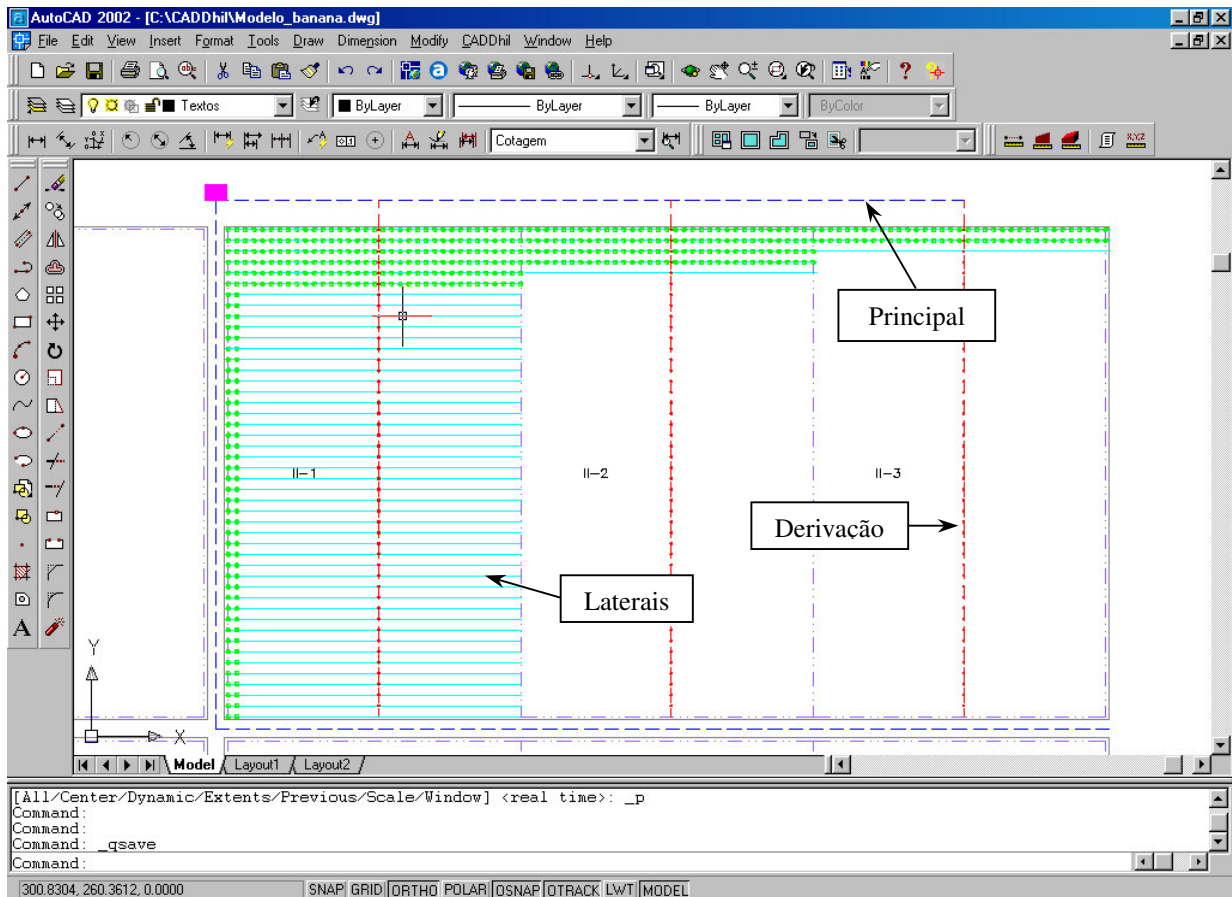 AutoCAD 2002 - [C:\CADDhil\Modelo_banana.dwg]
File Edit View Insert Format Tools Draw Dimension Modify CADDhil Window Help
Textos ByLayer ByLayer ByLayer ByColor
Cotagem
X,Y,Z
Principal
II-1 II-2 II-3
Derivação
Laterais
A
Y
X
Model Layout1 Layout2
[All/Center/Dynamic/Extents/Previous/Scale/Window] <real time>: _p
Command:
Command:
Command: _qsave
Command:
300.8304, 260.3612, 0.0000 SNAP GRID ORTHO POLAR OSNAP OTRACK LWT MODEL